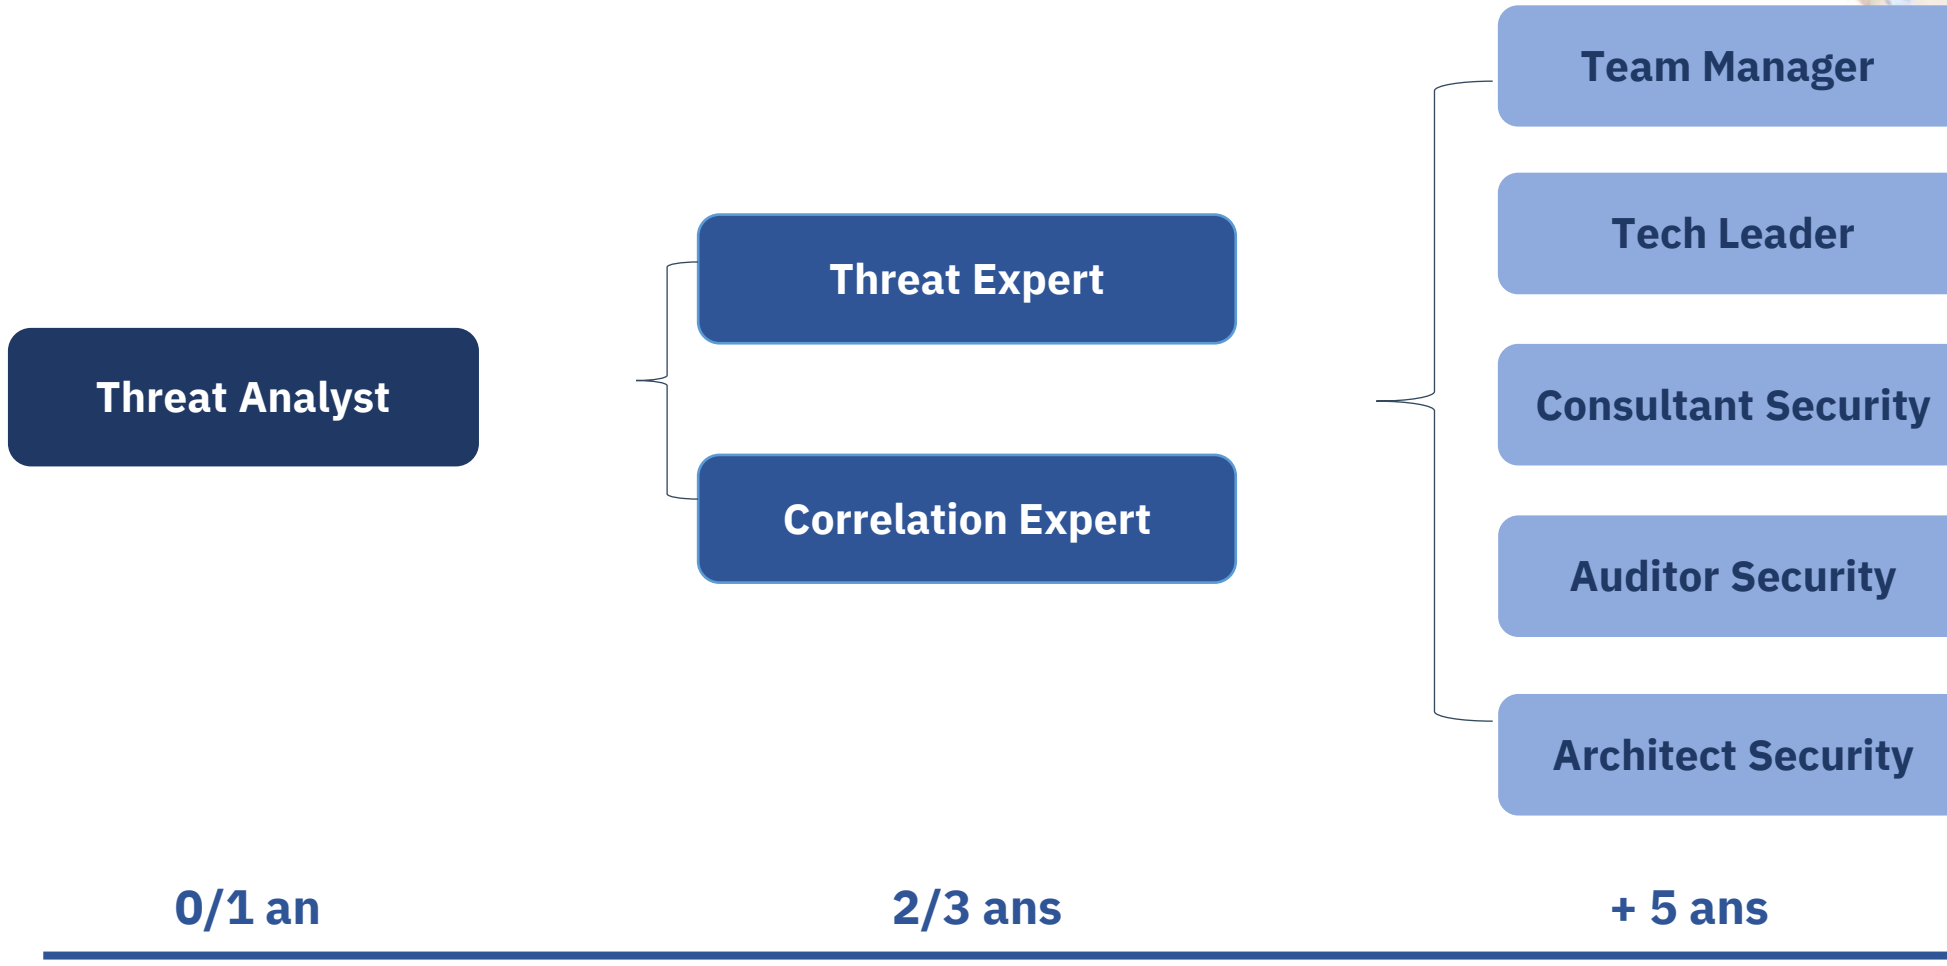 Threat Analyst
Threat Expert
Correlation Expert
Team Manager
Tech Leader
Consultant Security
Auditor Security
Architect Security
0/1 an
2/3 ans
+ 5 ans